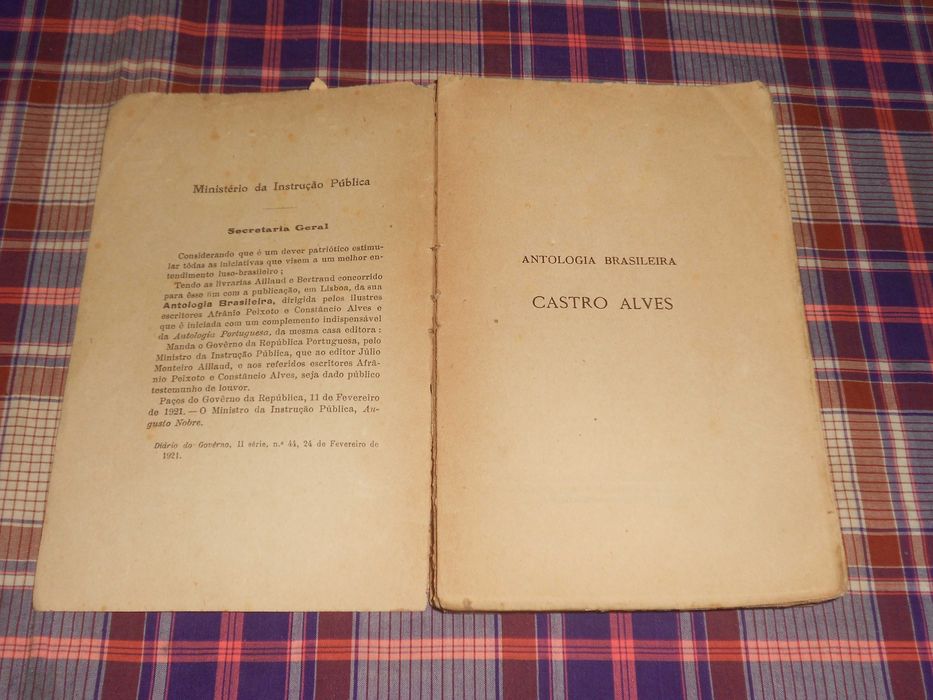 Ministério da Instrução Pública
Secretaria Geral
Considerando que é um dever patriótico estimu-
lar tôdas as iniciativas que visem a um melhor en-
tendimento luso-brasileiro;
Tendo as livrarias Aillaud e Bertrand concorrido
para êsse fim com a publicação, em Lisboa, da sua
Antologia Brasileira, dirigida pelos ilustres
escritores Afrânio Peixoto e Constâncio Alves e
que é iniciada com um complemento indispensável
da Antologia Portuguesa, da mesma casa editora:
Manda o Govêrno da República Portuguesa, pelo
Ministro da Instrução Pública, que ao editor Júlio
Monteiro Aillaud, e aos referidos escritores Afrâ-
nio Peixoto e Constâncio Alves, seja dado público
testemunho de louvor.
Paços do Govêrno da República, 11 de Fevereiro
de 1921. — O Ministro da Instrução Pública, Au-
gusto Nobre.
Diário do Govêrno, II série, n.º 44, 24 de Fevereiro de
1921.
ANTOLOGIA BRASILEIRA
CASTRO ALVES